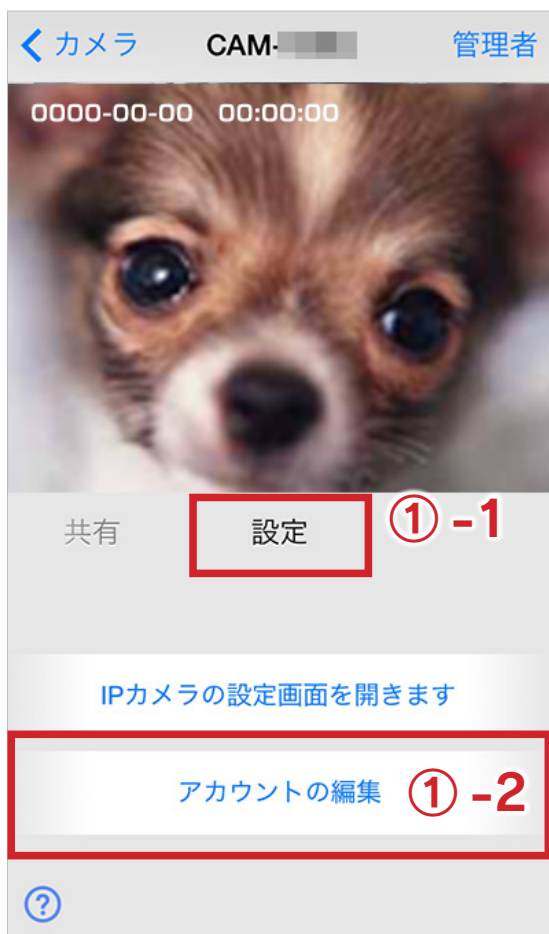 カメラ CAM- 管理者
0000-00-00 00:00:00
共有 設定 ①-1
IPカメラの設定画面を開きます
アカウントの編集 ①-2
?